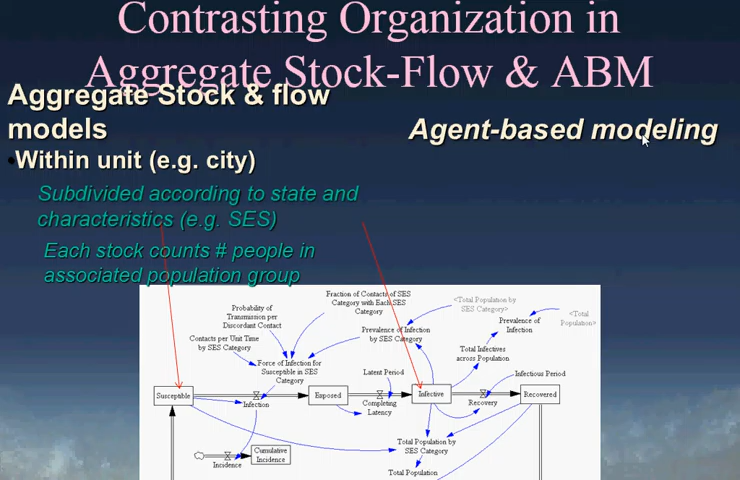 Contrasting Organization in
Aggregate Stock-Flow & ABM
Aggregate Stock & flow
models
•Within unit (e.g. city)
Subdivided according to state and
characteristics (e.g. SES)
Each stock counts # people in
associated population group
Agent-based modeling
Fraction of Contacts of SES
Category with Each SES
Category
Probability of
Transmission per
Discordant Contact
Contacts per Unit Time
by SES Category
<Total Population by
SES Category>
<Total
Population>
Prevalence of Infection
by SES Category
Prevalence of
Infection
Total Infectives
across Population
Force of Infection for
Susceptible in SES
Category
Latent Period
Infectious Period
Susceptible
Infection
Exposed
Completing
Latency
Infective
Recovery
Recovered
Incidence
Cumulative
Incidence
Total Population by
SES Category
Total Population